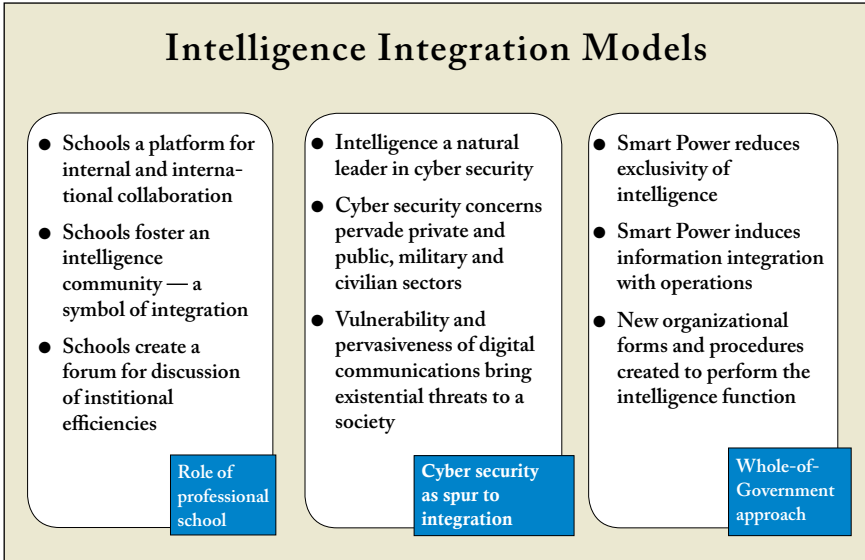 Intelligence Integration Models
● Schools a platform for
internal and interna-
tional collaboration
● Schools foster an
intelligence
community — a
symbol of integration
● Schools create a
forum for discussion
of institional
efficiencies
Role of
professional
school
● Intelligence a natural
leader in cyber security
● Cyber security concerns
pervade private and
public, military and
civilian sectors
● Vulnerability and
pervasiveness of digital
communications bring
existential threats to a
society
Cyber security
as spur to
integration
● Smart Power reduces
exclusivity of
intelligence
● Smart Power induces
information integration
with operations
● New organizational
forms and procedures
created to perform the
intelligence function
Whole-of-
Government
approach